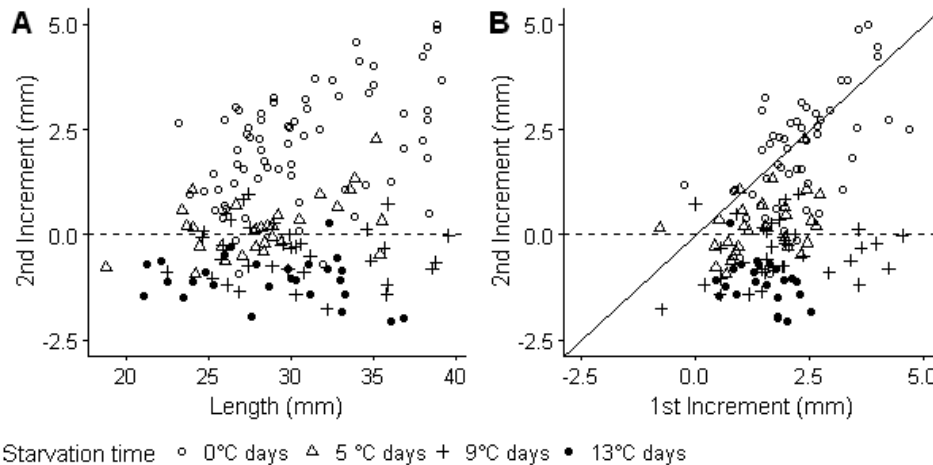 A
B
5.0
5.0
2nd Increment (mm)
2nd Increment (mm)
2.5
2.5
0.0
0.0
-2.5
-2.5
20 25 30 35 40
-2.5 0.0 2.5 5.0
Length (mm)
1st Increment (mm)
Starvation time 0°C days 5 °C days 9°C days 13°C days